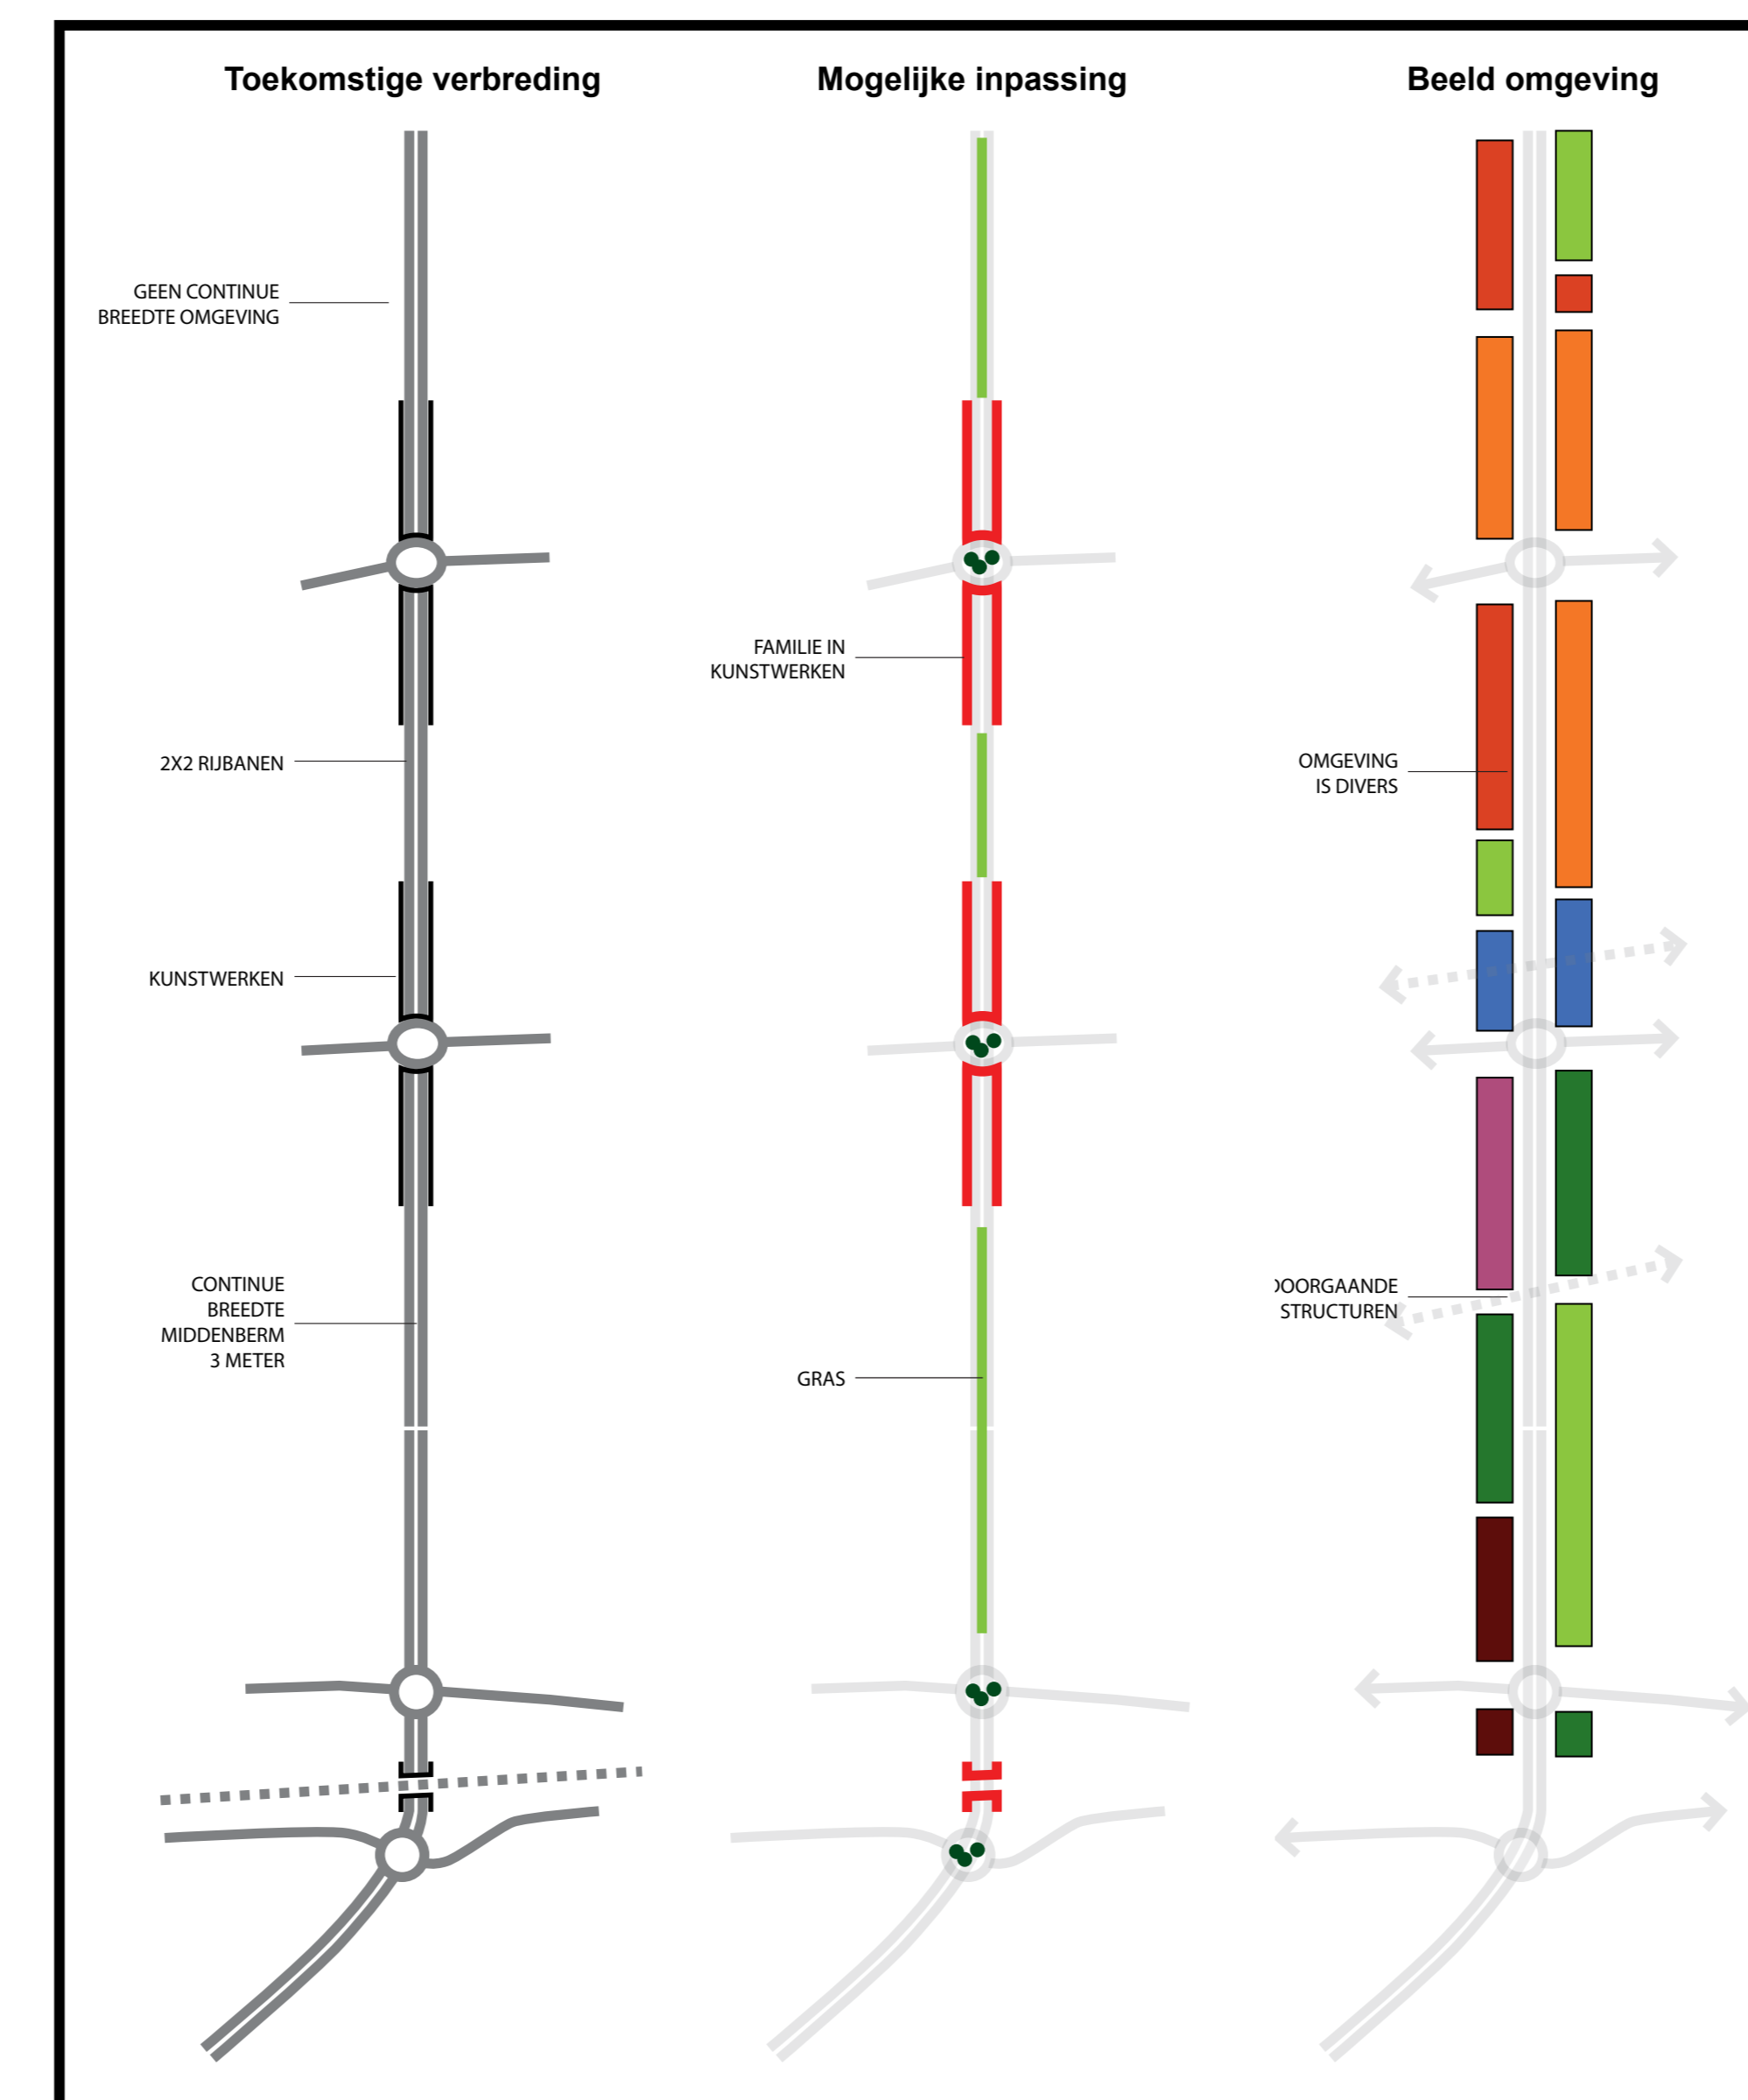 Toekomstige verbreding
GEEN CONTINUE
BREEDTE OMGEVING
2X2 RIJBANEN
KUNSTWERKEN
CONTINUE
BREEDTE
MIDDENBERM
3 METER
Mogelijke inpassing
FAMILIE IN
KUNSTWERKEN
GRAS
Beeld omgeving
OMGEVING
IS DIVERS
DOORGAANDE
STRUCTUREN